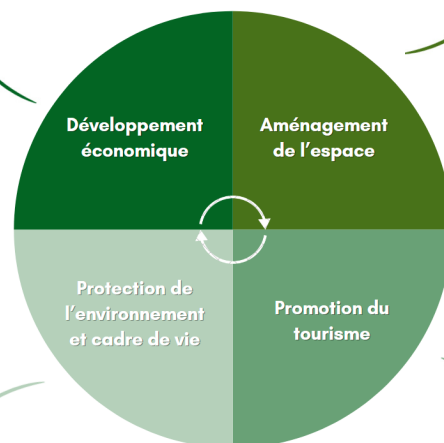 Développement
économique
Aménagement
de l'espace
Protection de
l'environnement
et cadre de vie
Promotion du
tourisme